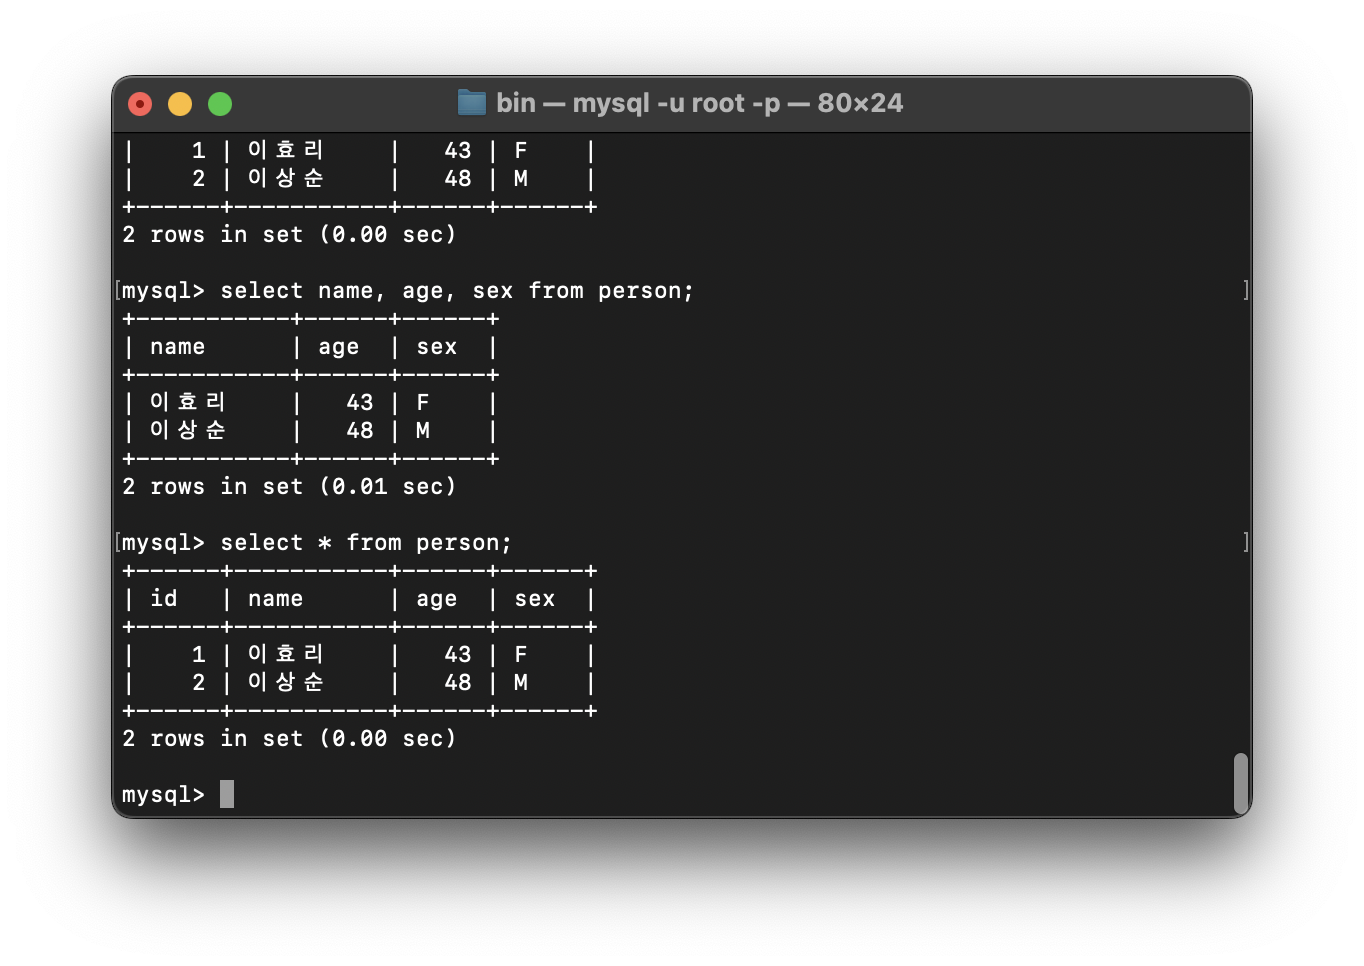 bin — mysql -u root -p — 80×24
|    1 | 이효리     |   43 | F    |
|    2 | 이상순     |   48 | M    |
+------+-----------+------+------+
2 rows in set (0.00 sec)
[mysql> select name, age, sex from person; ]
+-----------+------+------+
| name      | age  | sex  |
+-----------+------+------+
| 이효리     |   43 | F    |
| 이상순     |   48 | M    |
+-----------+------+------+
2 rows in set (0.01 sec)
[mysql> select * from person; ]
+------+-----------+------+------+
| id   | name      | age  | sex  |
+------+-----------+------+------+
|    1 | 이효리     |   43 | F    |
|    2 | 이상순     |   48 | M    |
+------+-----------+------+------+
2 rows in set (0.00 sec)
mysql>